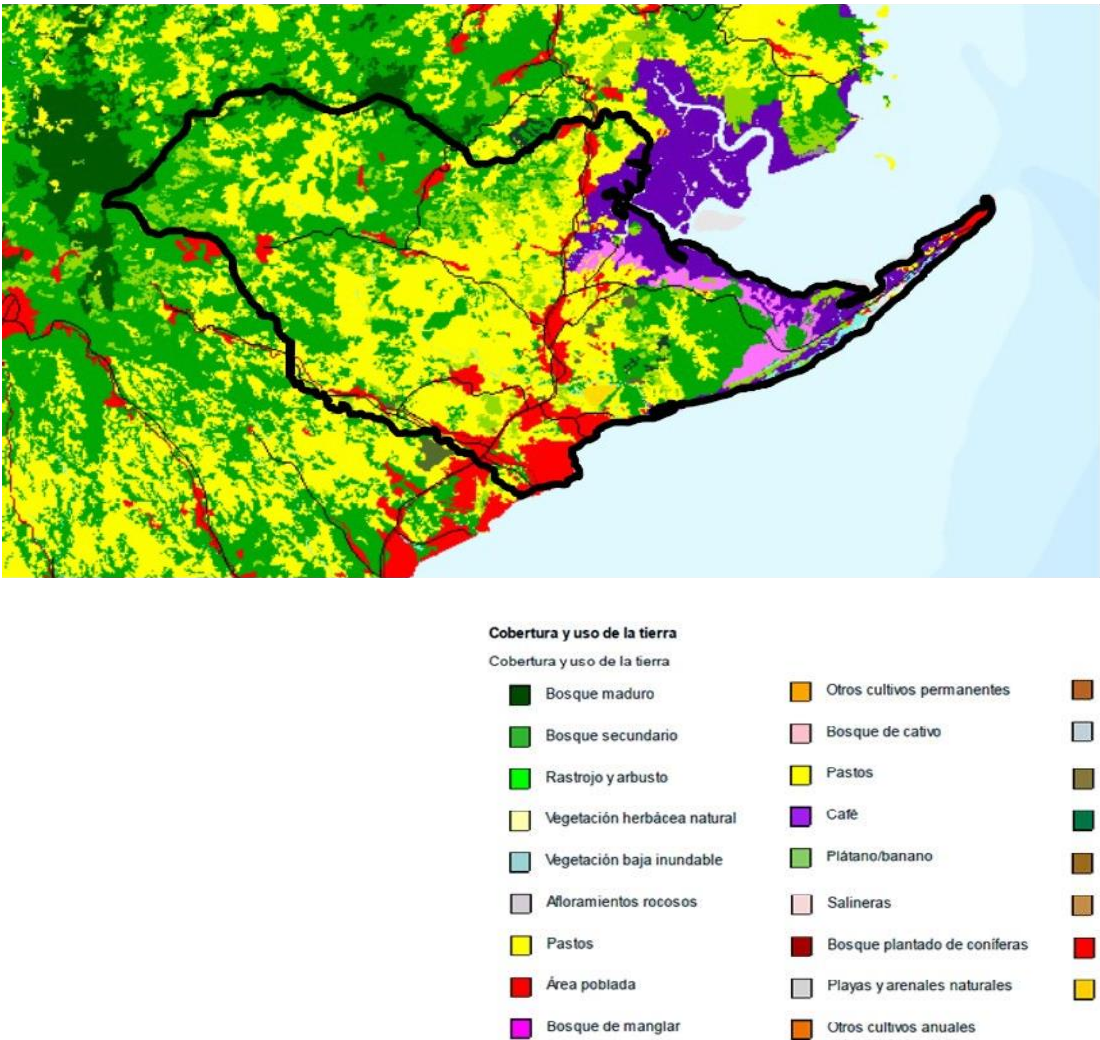 Cobertura y uso de la tierra
Cobertura y uso de la tierra
Bosque maduro
Bosque secundario
Rastrojo y arbusto
Vegetación herbácea natural
Vegetación baja inundable
Afloramientos rocosos
Pastos
Área poblada
Bosque de manglar
Otros cultivos permanentes
Bosque de cativo
Pastos
Café
Plátano/banano
Salineras
Bosque plantado de coníferas
Playas y arenales naturales
Otros cultivos anuales